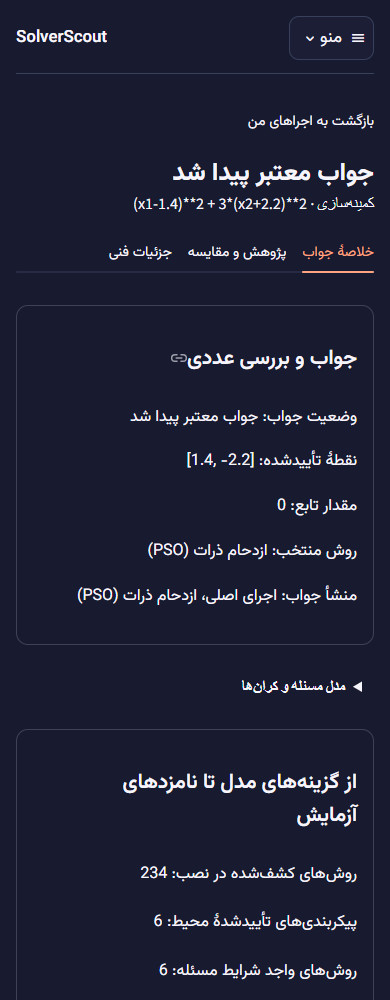 SolverScout
منو
بازگشت به اجراهای من
جواب معتبر پیدا شد
کمینه‌سازی · (x1-1.4)**2 + 3*(x2+2.2)**2
خلاصهٔ جواب
پژوهش و مقایسه
جزئیات فنی
جواب و بررسی عددی
وضعیت جواب: جواب معتبر پیدا شد
نقطهٔ تأییدشده: [1.4, -2.2]
مقدار تابع: 0
روش منتخب: ازدحام ذرات (PSO)
منشأ جواب: اجرای اصلی، ازدحام ذرات (PSO)
مدل مسئله و کران‌ها
از گزینه‌های مدل تا نامزدهای
آزمایش
روش‌های کشف‌شده در نصب: 234
پیکربندی‌های تأییدشدهٔ محیط: 6
روش‌های واجد شرایط مسئله: 6